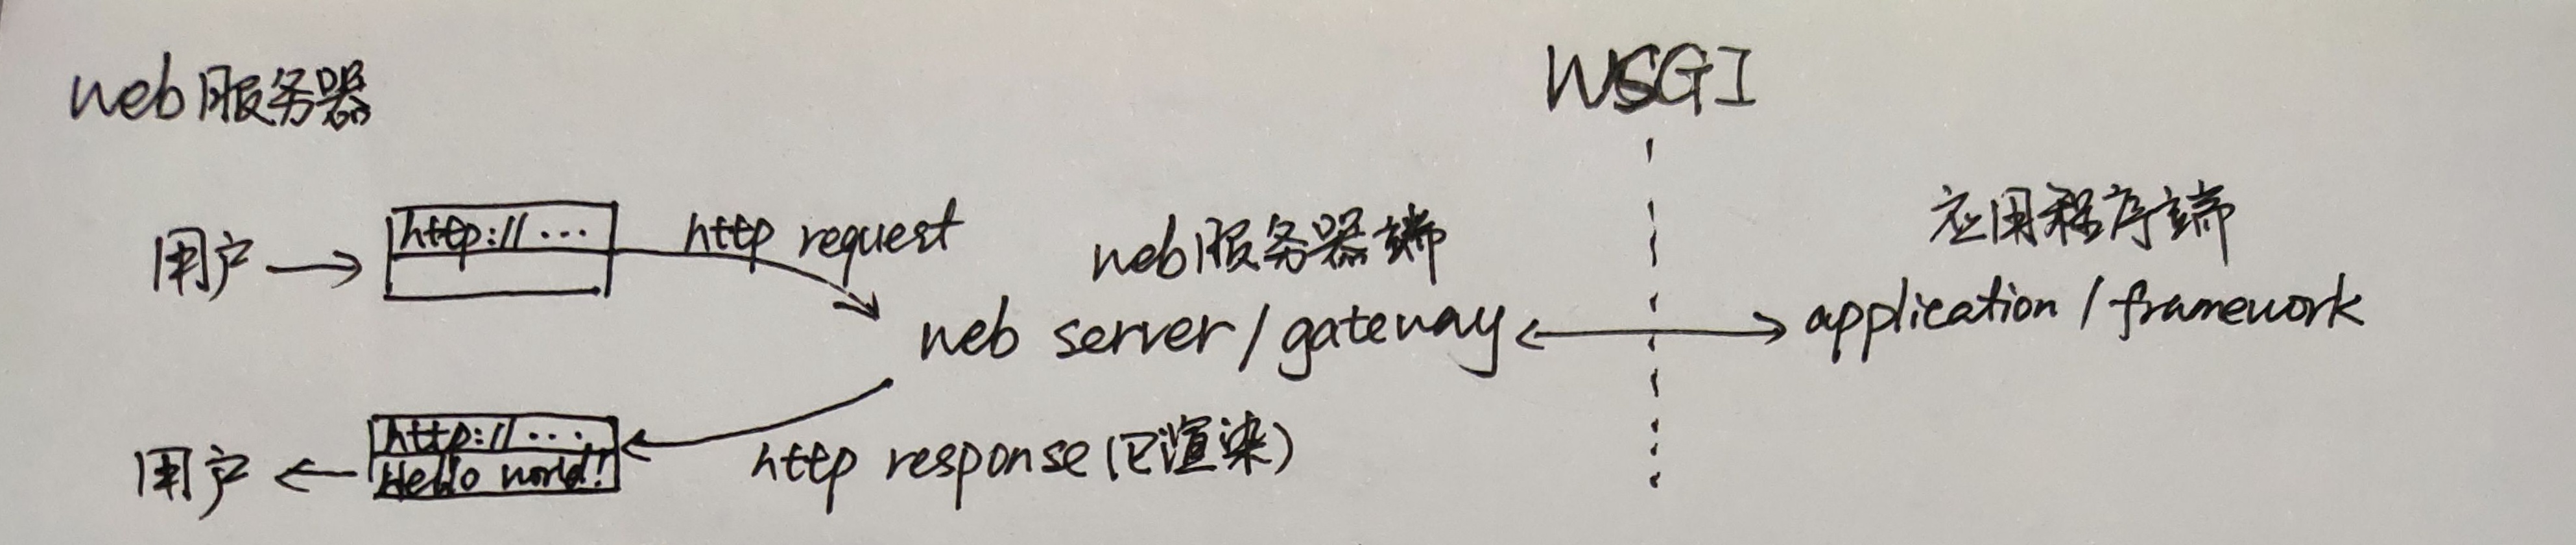 web服务器
WSGI
用户
http://...
http request
web服务器端
web server/gateway
应用程序端
application/framework
用户
http://...
Hello world!
http response(已渲染)